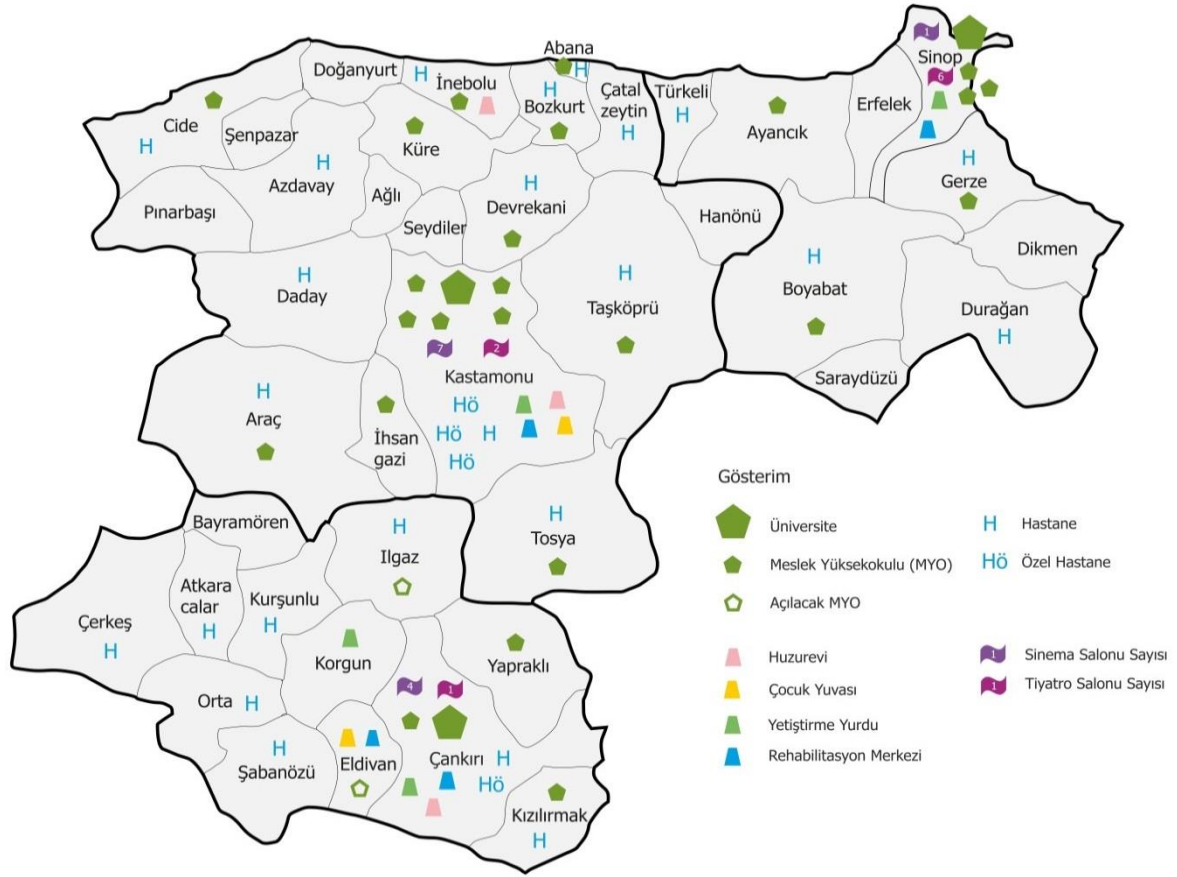 Abana
H
1
Sinop
6
Doğanyurt
H
İnebolu
H
Bozkurt
Çatal
zeytin
H
Türkeli
H
Ayancık
Erfelek
Cide
H
Şenpazar
Küre
H
Azdavay
Ağlı
H
Devrekani
Seydiler
Pınarbaşı
Hanönü
H
Gerze
Dikmen
H
Daday
H
Taşköprü
H
Boyabat
Durağan
H
Saraydüzü
7
2
Kastamonu
Hö
Hö
H
Hö
H
Araç
İhsan
gazi
Bayramören
H
Ilgaz
H
Tosya
Çerkeş
H
Atkara
calar
H
Kurşunlu
H
Korgun
Yapraklı
Orta
H
4
1
H
Şabanözü
Eldivan
Çankırı
H
Hö
Kızılırmak
H
Gösterim
Üniversite
Meslek Yüksekokulu (MYO)
Açılacak MYO
H
Hastane
Hö
Özel Hastane
Huzurevi
Çocuk Yuvası
Yetiştirme Yurdu
Rehabilitasyon Merkezi
1
Sinema Salonu Sayısı
1
Tiyatro Salonu Sayısı